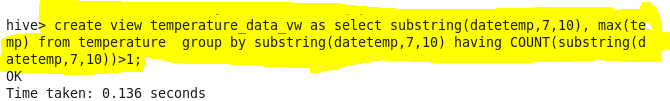 hive> create view temperature_data_vw as select substring(datetemp,7,10), max(te
mp) from temperature  group by substring(datetemp,7,10) having COUNT(substring(d
atetemp,7,10))>1;
OK
Time taken: 0.136 seconds